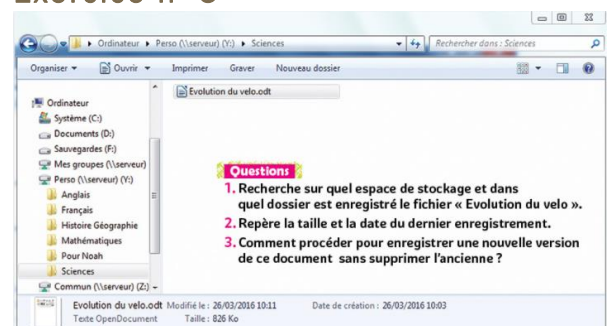 Ordinateur ▸ Perso (\\serveur) (Y:) ▸ Sciences
Rechercher dans : Sciences
Organiser Ouvrir Imprimer Graver Nouveau dossier
Evolution du velo.odt
Ordinateur
Système (C:)
Documents (D:)
Sauvegardes (F:)
Mes groupes (\\serveur)
Perso (\\serveur) (Y:)
Anglais
Français
Histoire Géographie
Mathématiques
Pour Noah
Sciences
Commun (\\serveur) (Z:)
Questions
1. Recherche sur quel espace de stockage et dans
quel dossier est enregistré le fichier « Evolution du velo ».
2. Repère la taille et la date du dernier enregistrement.
3. Comment procéder pour enregistrer une nouvelle version
de ce document sans supprimer l'ancienne ?
Evolution du velo.odt Modifié le : 26/03/2016 10:11 Date de création : 26/03/2016 10:03
Texte OpenDocument Taille : 826 Ko